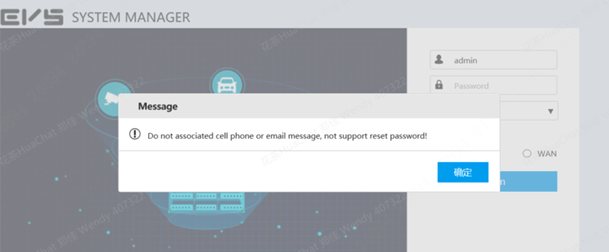 EVS SYSTEM MANAGER
admin
Password
Message
Do not associated cell phone or email message, not support reset password!
WAN
确定
n